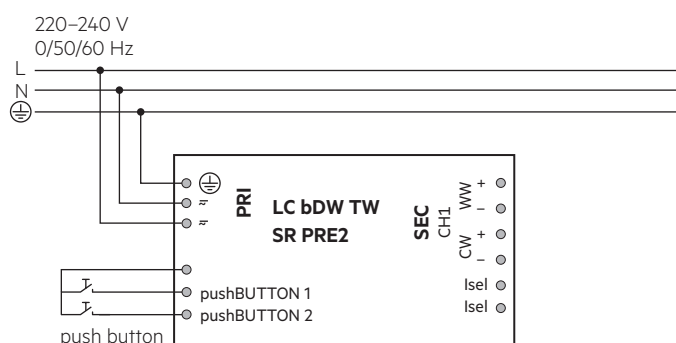 220–240 V
0/50/60 Hz
L
N
PRI
LC bDW TW
SR PRE2
SEC
CH1
WW
+
–
CW
+
–
Isel
Isel
pushBUTTON 1
pushBUTTON 2
push button